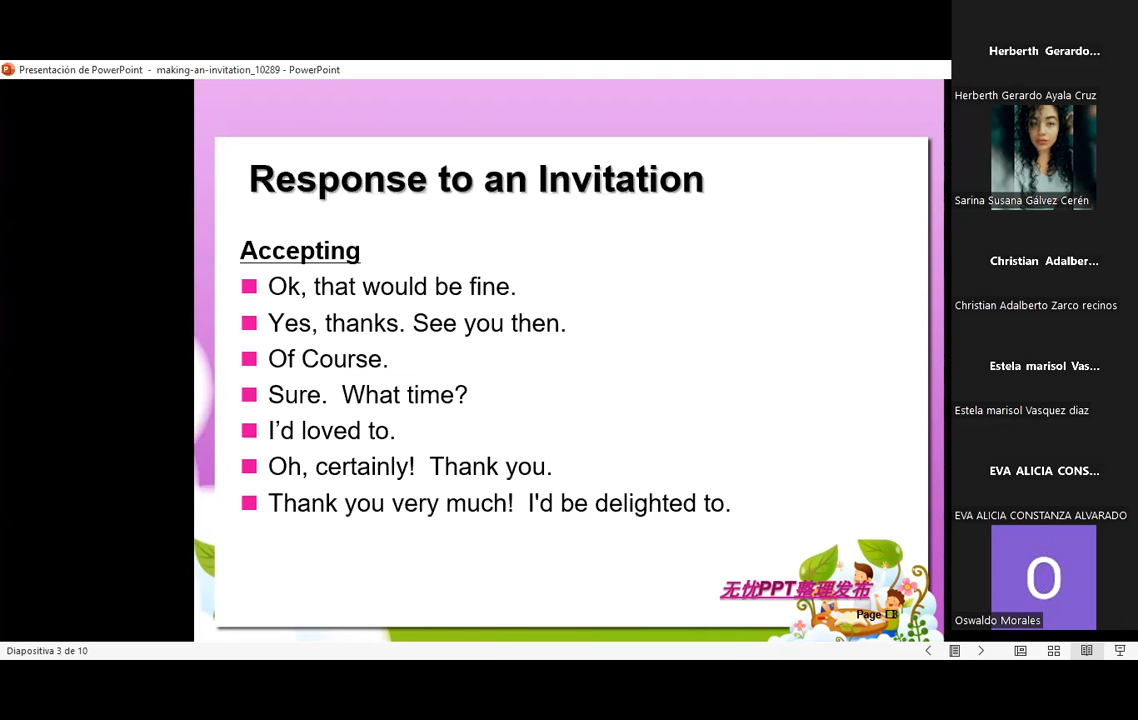 Presentación de PowerPoint - making-an-invitation_10289 - PowerPoint
Response to an Invitation
Accepting
Ok, that would be fine.
Yes, thanks. See you then.
Of Course.
Sure. What time?
I’d loved to.
Oh, certainly! Thank you.
Thank you very much! I'd be delighted to.
无忧PPT整理发布
Page
Diapositiva 3 de 10
Herberth Gerardo...
Herberth Gerardo Ayala Cruz
Sarina Susana Gálvez Cerén
Christian Adalber...
Christian Adalberto Zarco recinos
Estela marisol Vas...
Estela marisol Vasquez diaz
EVA ALICIA CONS...
EVA ALICIA CONSTANZA ALVARADO
O
Oswaldo Morales